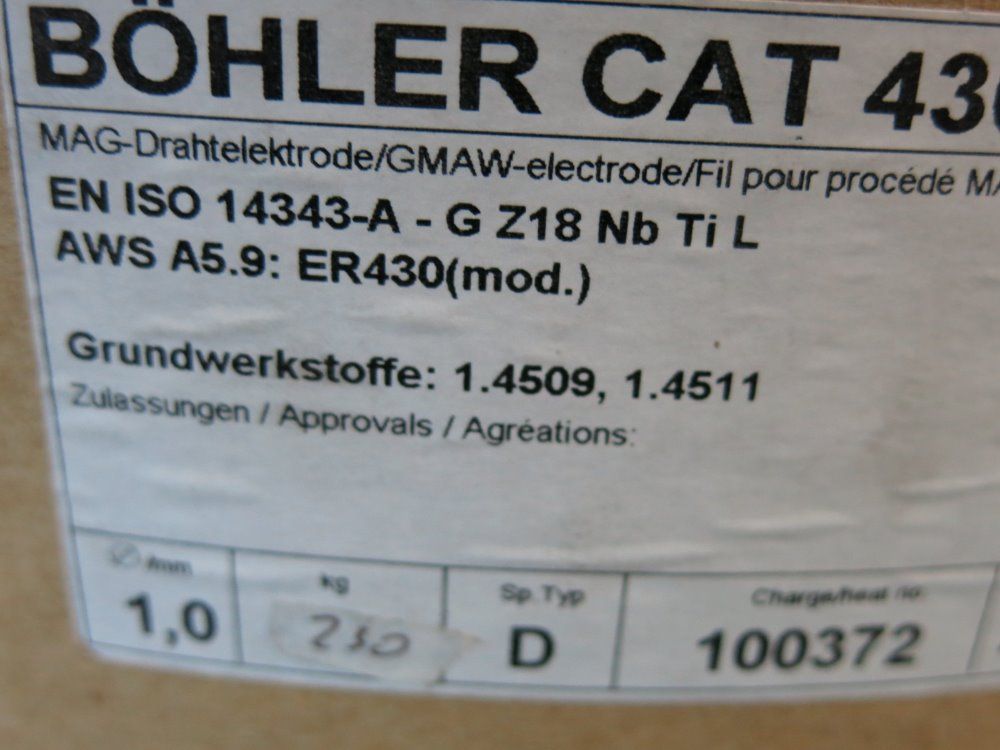 BÖHLER CAT 430
MAG-Drahtelektrode/GMAW-electrode/Fil pour procédé MA
EN ISO 14343-A - G Z18 Nb Ti L
AWS A5.9: ER430(mod.)
Grundwerkstoffe: 1.4509, 1.4511
Zulassungen / Approvals / Agréations:
∅ /mm kg Sp.Typ Charge/heat no
1,0 230 D 100372